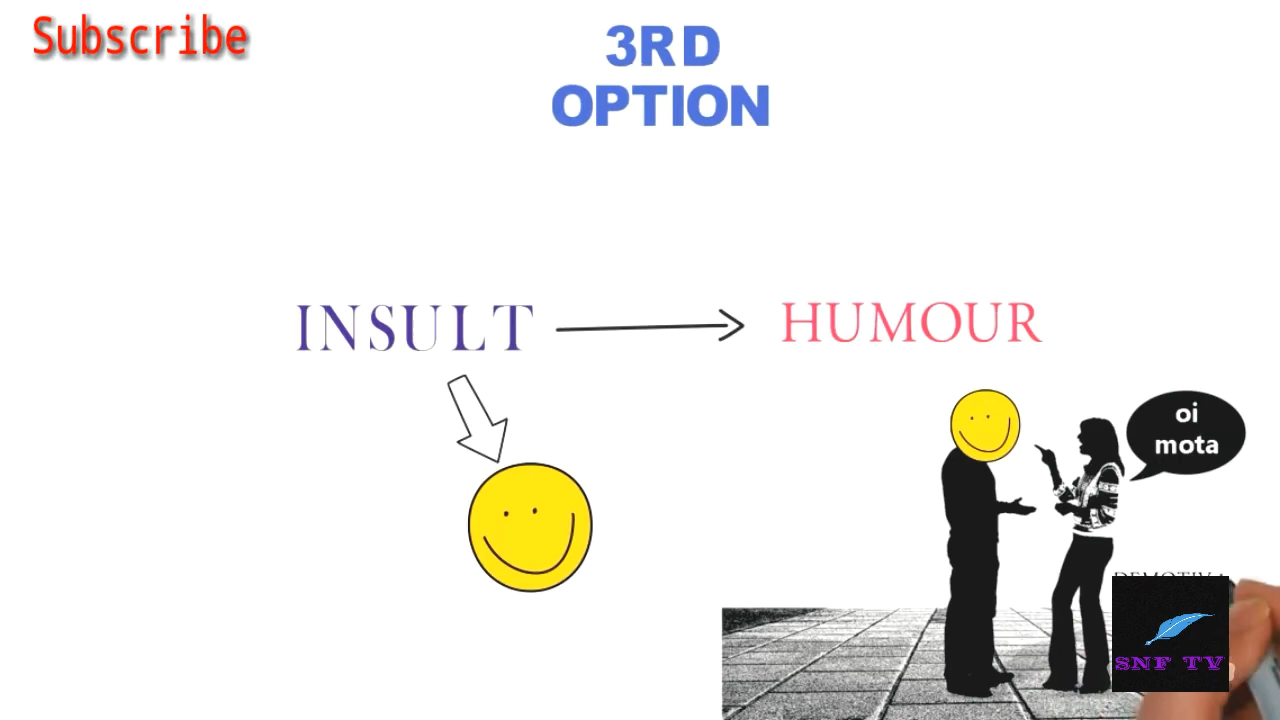 Subscribe
3RD
OPTION
INSULT
HUMOUR
oi
mota
SNF TV